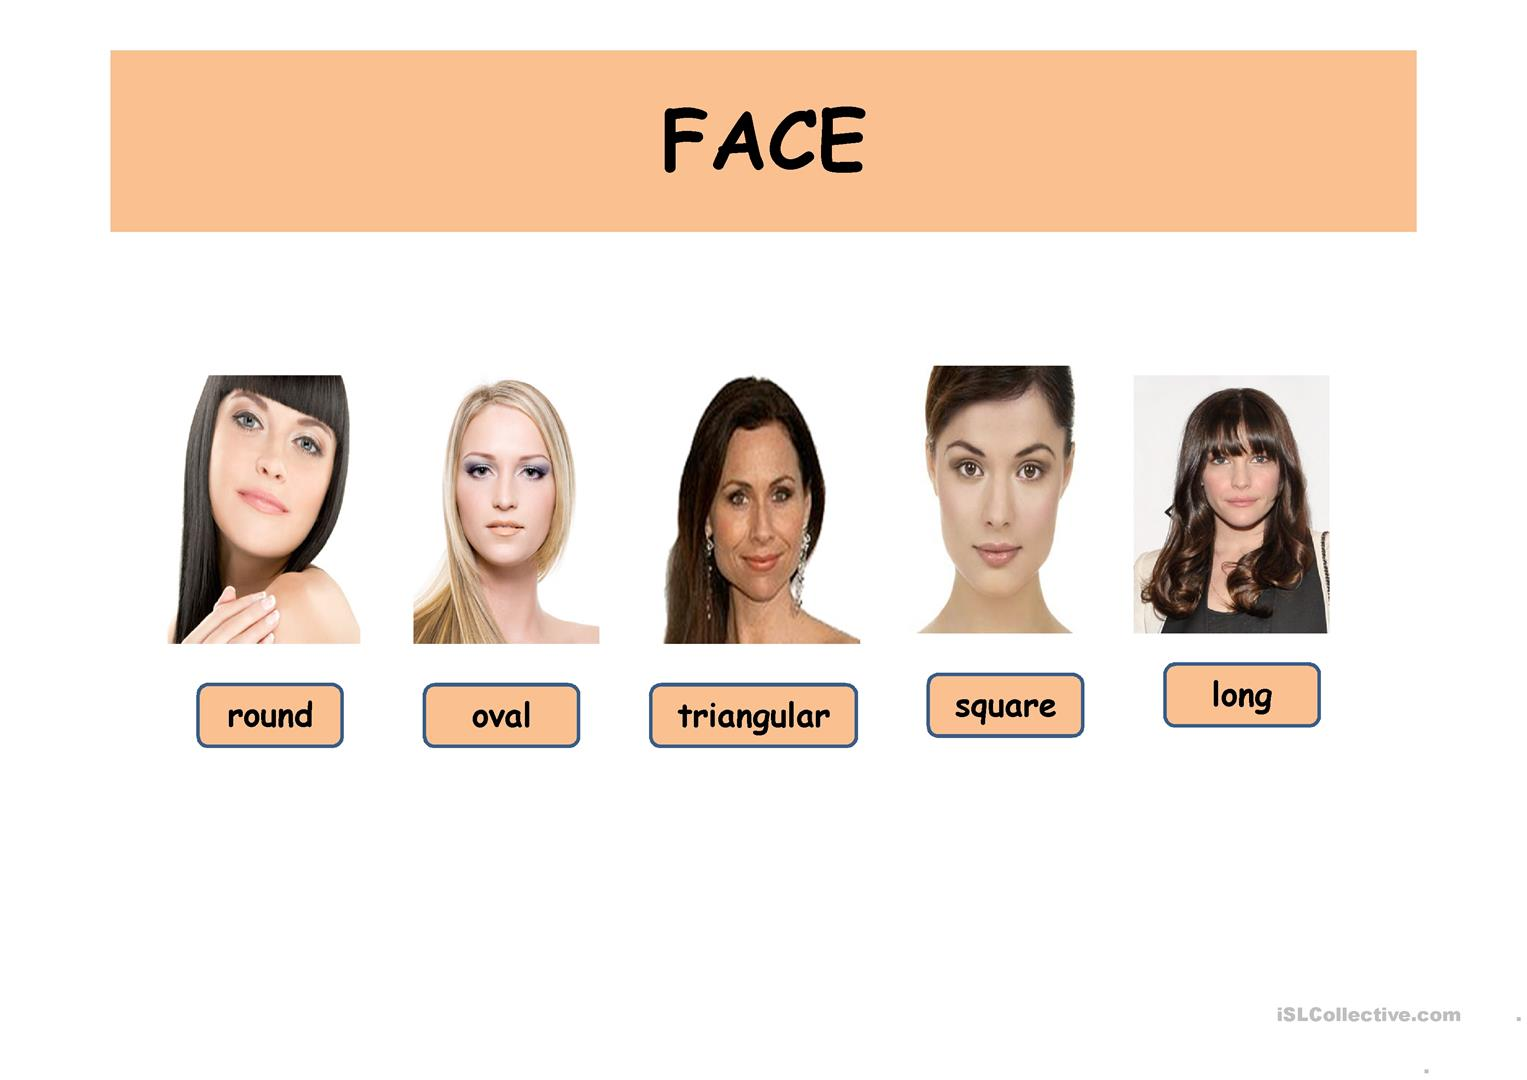 FACE
round
oval
triangular
square
long
iSLCollective.com